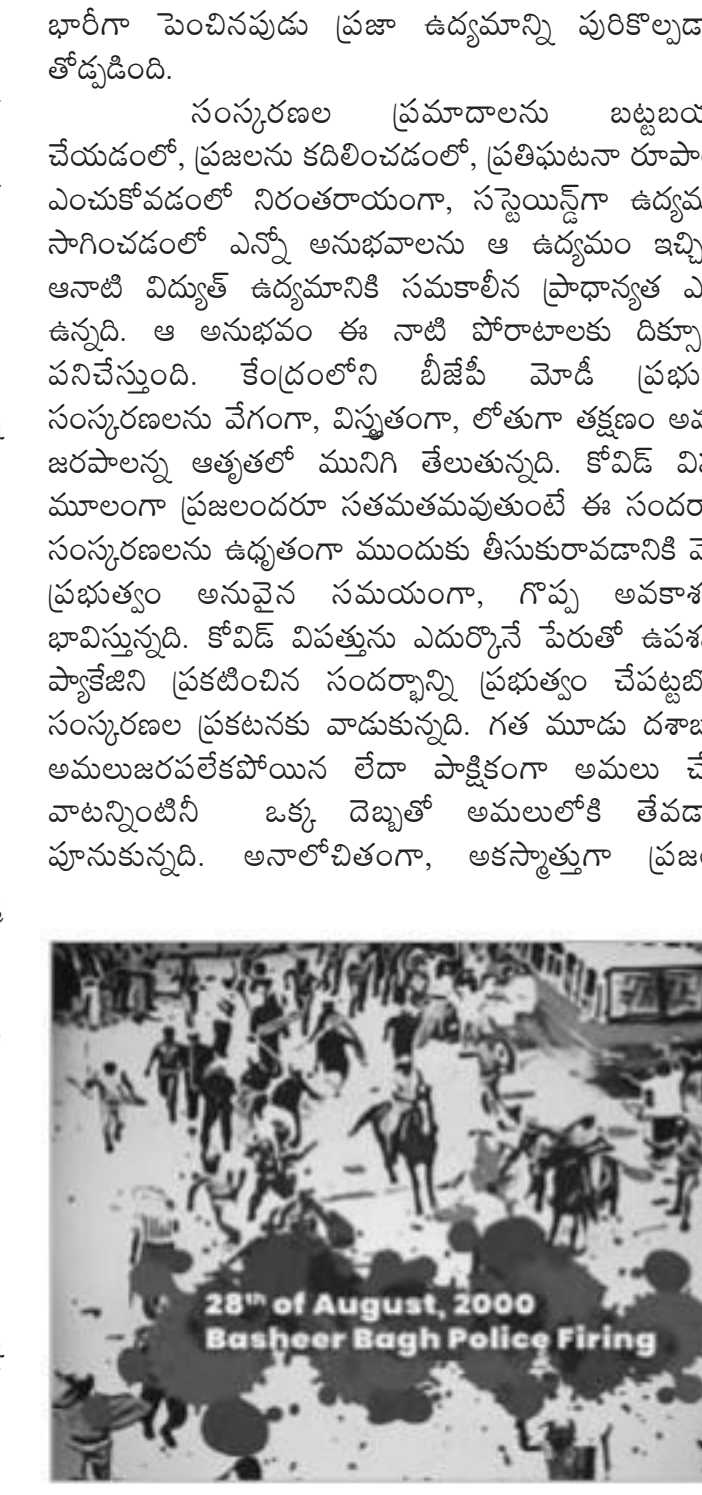 భారీగా పెంచినపుడు ప్రజా ఉద్యమాన్ని పురికొల్పడా
తోడ్పడింది.
సంస్కరణల ప్రమాదాలను బట్టబయ
చేయడంలో, ప్రజలను కదిలించడంలో, ప్రతిఘటనా రూపా
ఎంచుకోవడంలో నిరంతరాయంగా, సస్టెయిన్డ్‌గా ఉద్యమ
సాగించడంలో ఎన్నో అనుభవాలను ఆ ఉద్యమం ఇచ్చి
ఆనాటి విద్యుత్ ఉద్యమానికి సమకాలీన ప్రాధాన్యత ఎ
ఉన్నది. ఆ అనుభవం ఈ నాటి పోరాటాలకు దిక్సూ
పనిచేస్తుంది. కేంద్రంలోని బీజేపీ మోడీ ప్రభు
సంస్కరణలను వేగంగా, విస్తృతంగా, లోతుగా తక్షణం అమ
జరపాలన్న ఆతృతలో మునిగి తేలుతున్నది. కోవిడ్ వి
మూలంగా ప్రజలందరూ సతమతమవుతుంటే ఈ సందర్
సంస్కరణలను ఉధృతంగా ముందుకు తీసుకురావడానికి
ప్రభుత్వం అనువైన సమయంగా, గొప్ప అవకాశ
భావిస్తున్నది. కోవిడ్ విపత్తును ఎదుర్కొనే పేరుతో ఉపశ
ప్యాకేజిని ప్రకటించిన సందర్భాన్ని ప్రభుత్వం చేపట్టబో
సంస్కరణల ప్రకటనకు వాడుకున్నది. గత మూడు దశాబ
అమలుజరపలేకపోయిన లేదా పాక్షికంగా అమలు చే
వాటన్నింటినీ ఒక్క దెబ్బతో అమలులోకి తేవడా
పూనుకున్నది. అనాలోచితంగా, అకస్మాత్తుగా ప్రజ
28th of August, 2000
Basheer Bagh Police Firing